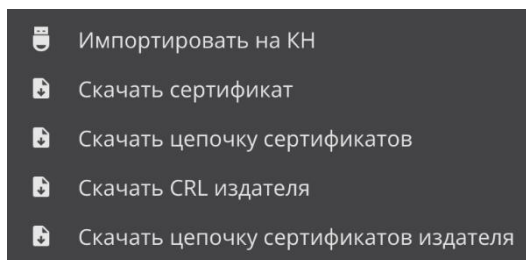 Импортировать на КН
Скачать сертификат
Скачать цепочку сертификатов
Скачать CRL издателя
Скачать цепочку сертификатов издателя